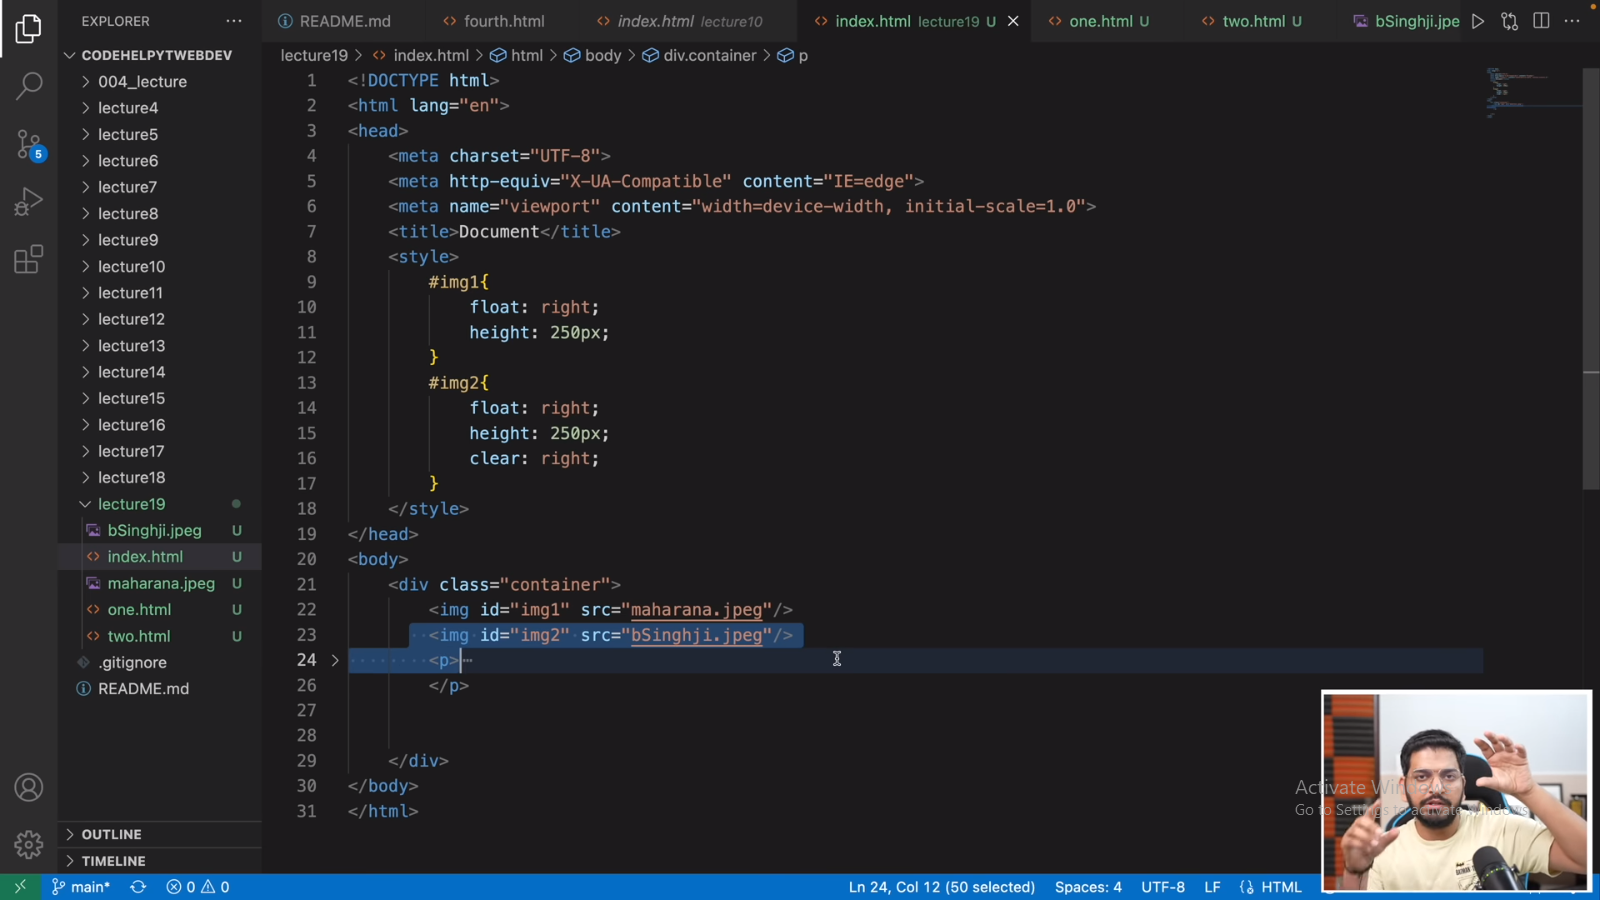 EXPLORER ···
README.md
fourth.html
index.html lecture10
index.html lecture19 U
one.html U
two.html U
bSinghji.jpe
CODEHELPYTWEBDEV
lecture19 > index.html > html > body > div.container > p
004_lecture
lecture4
lecture5
lecture6
lecture7
lecture8
lecture9
lecture10
lecture11
lecture12
lecture13
lecture14
lecture15
lecture16
lecture17
lecture18
lecture19
bSinghji.jpeg U
index.html U
maharana.jpeg U
one.html U
two.html U
.gitignore
README.md
OUTLINE
TIMELINE
5
1 <!DOCTYPE html>
2 <html lang="en">
3 <head>
4 <meta charset="UTF-8">
5 <meta http-equiv="X-UA-Compatible" content="IE=edge">
6 <meta name="viewport" content="width=device-width, initial-scale=1.0">
7 <title>Document</title>
8 <style>
9 #img1{
10 float: right;
11 height: 250px;
12 }
13 #img2{
14 float: right;
15 height: 250px;
16 clear: right;
17 }
18 </style>
19 </head>
20 <body>
21 <div class="container">
22 <img id="img1" src="maharana.jpeg"/>
23 <img id="img2" src="bSinghji.jpeg"/>
24 <p>⋯
26 </p>
27
28
29 </div>
30 </body>
31 </html>
Activate Win
Go to Settings to activate Windows
main* 0 0
Ln 24, Col 12 (50 selected) Spaces: 4 UTF-8 LF {} HTML